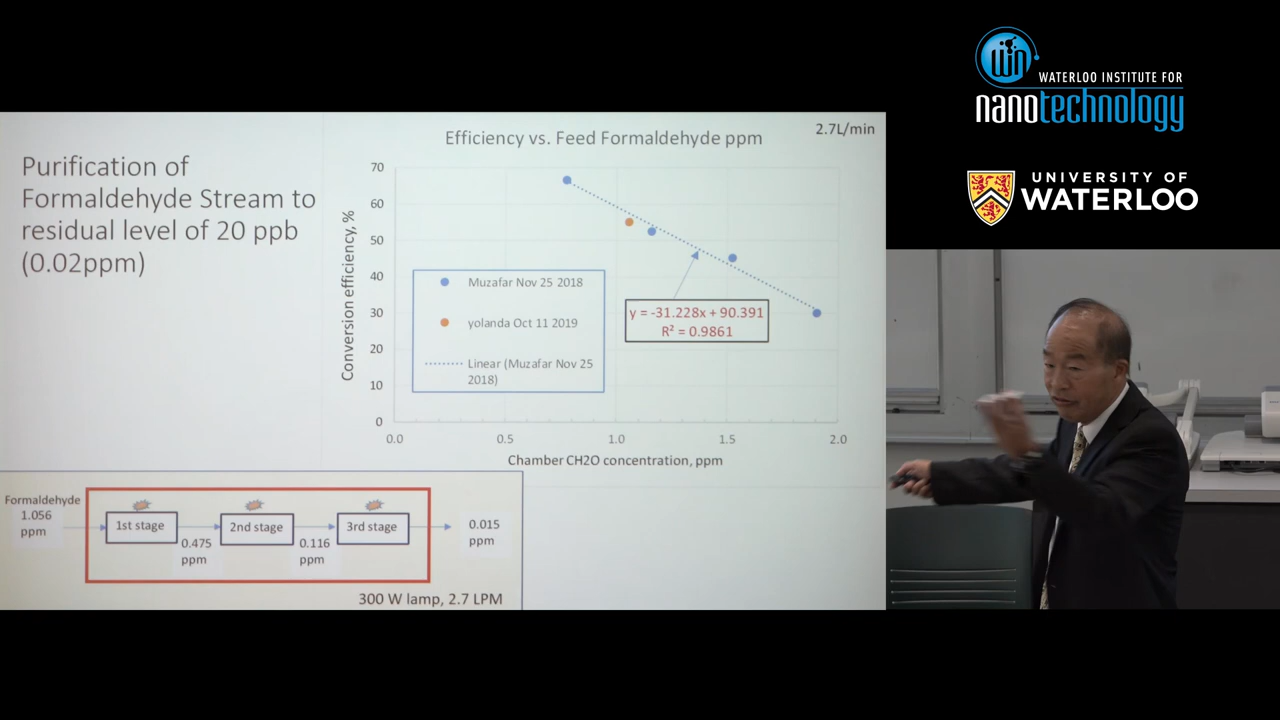 WIN
WATERLOO INSTITUTE FOR
nanotechnology
UNIVERSITY OF
WATERLOO
Purification of
Formaldehyde Stream to
residual level of 20 ppb
(0.02ppm)
2.7L/min
Efficiency vs. Feed Formaldehyde ppm
Conversion efficiency, %
70
60
50
40
30
20
10
0
Muzafar Nov 25 2018
yolanda Oct 11 2019
Linear (Muzafar Nov 25
2018)
y = -31.228x + 90.391
R² = 0.9861
0.0 0.5 1.0 1.5 2.0
Chamber CH2O concentration, ppm
Formaldehyde
1.056
ppm
1st stage
0.475
ppm
2nd stage
0.116
ppm
3rd stage
0.015
ppm
300 W lamp, 2.7 LPM